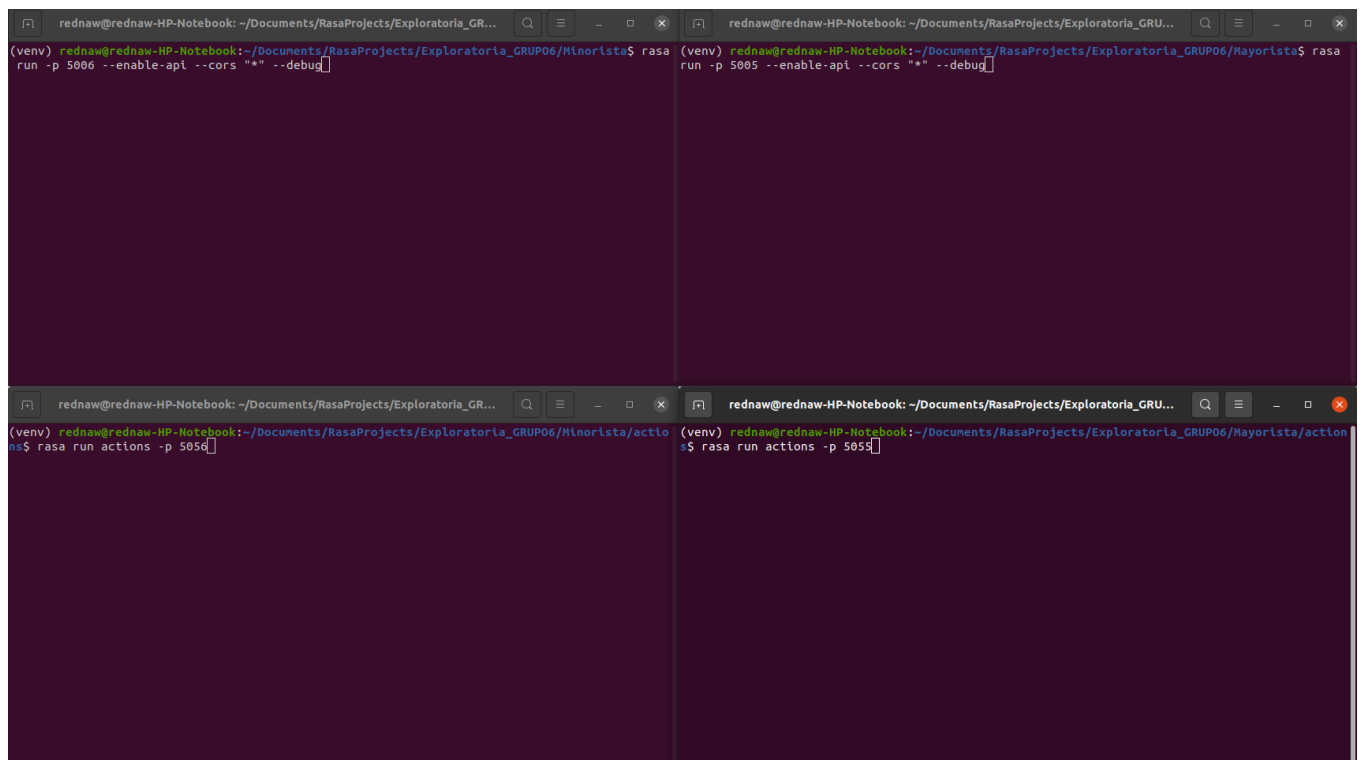 rednaw@rednaw-HP-Notebook: ~/Documents/RasaProjects/Exploratoria_GR...
(venv) rednaw@rednaw-HP-Notebook:~/Documents/RasaProjects/Exploratoria_GRUPO6/Minorista$ rasa
run -p 5006 --enable-api --cors "*" --debug
rednaw@rednaw-HP-Notebook: ~/Documents/RasaProjects/Exploratoria_GRU...
(venv) rednaw@rednaw-HP-Notebook:~/Documents/RasaProjects/Exploratoria_GRUPO6/Mayorista$ rasa
run -p 5005 --enable-api --cors "*" --debug
rednaw@rednaw-HP-Notebook: ~/Documents/RasaProjects/Exploratoria_GR...
(venv) rednaw@rednaw-HP-Notebook:~/Documents/RasaProjects/Exploratoria_GRUPO6/Minorista/actio
ns$ rasa run actions -p 5056
rednaw@rednaw-HP-Notebook: ~/Documents/RasaProjects/Exploratoria_GRU...
(venv) rednaw@rednaw-HP-Notebook:~/Documents/RasaProjects/Exploratoria_GRUPO6/Mayorista/action
s$ rasa run actions -p 5055